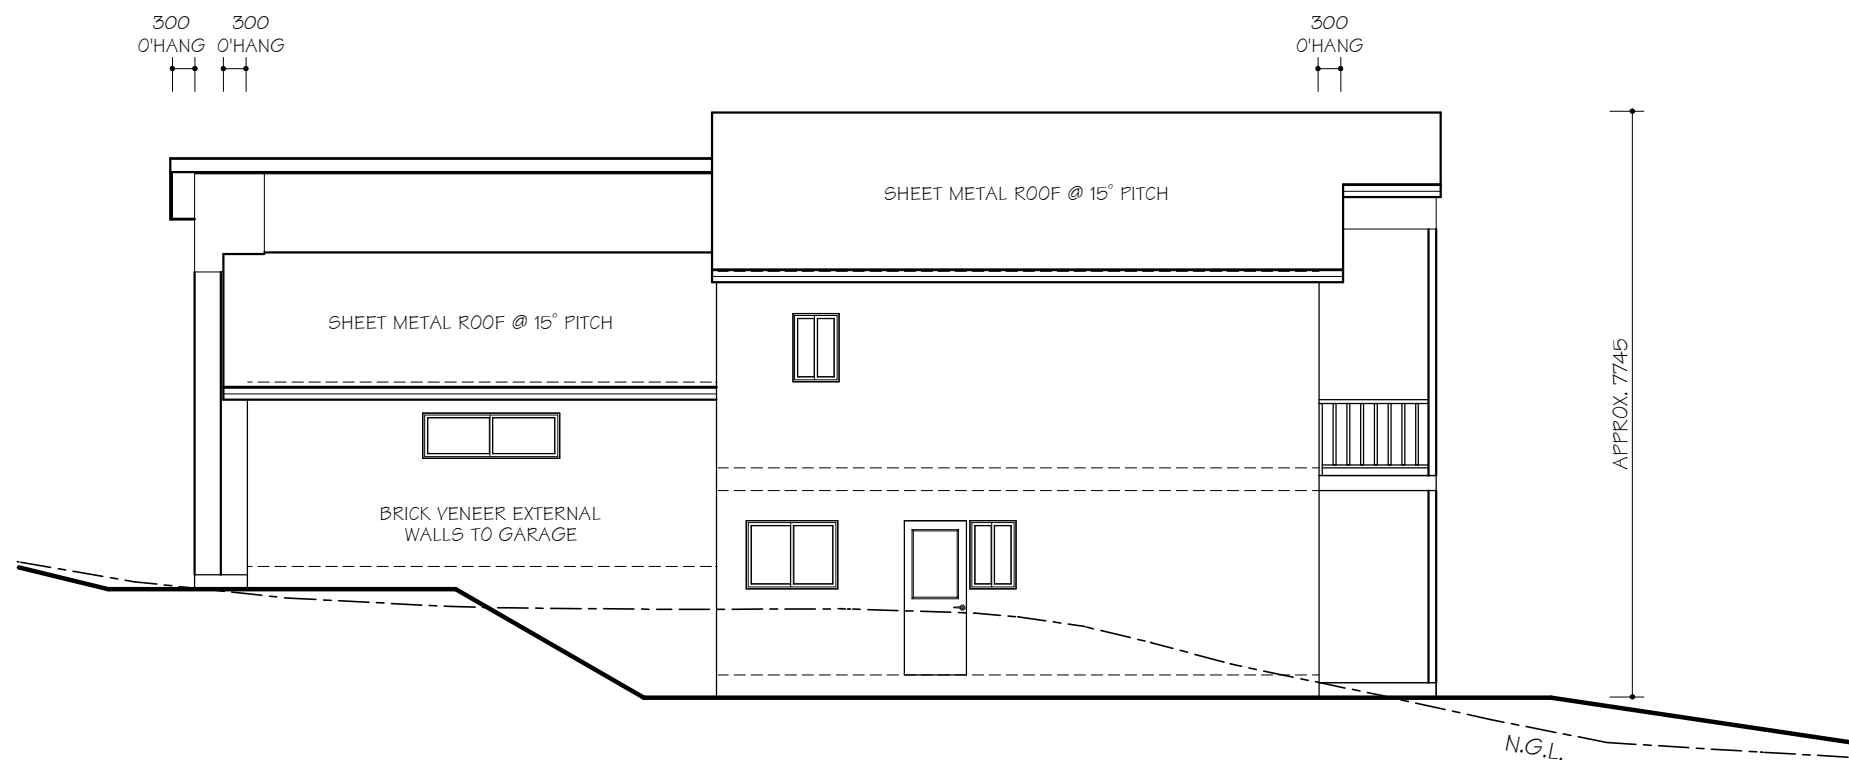 300
O'HANG
300
O'HANG
300
O'HANG
SHEET METAL ROOF @ 15° PITCH
SHEET METAL ROOF @ 15° PITCH
APPROX. 7745
BRICK VENEER EXTERNAL
WALLS TO GARAGE
N.G.L.